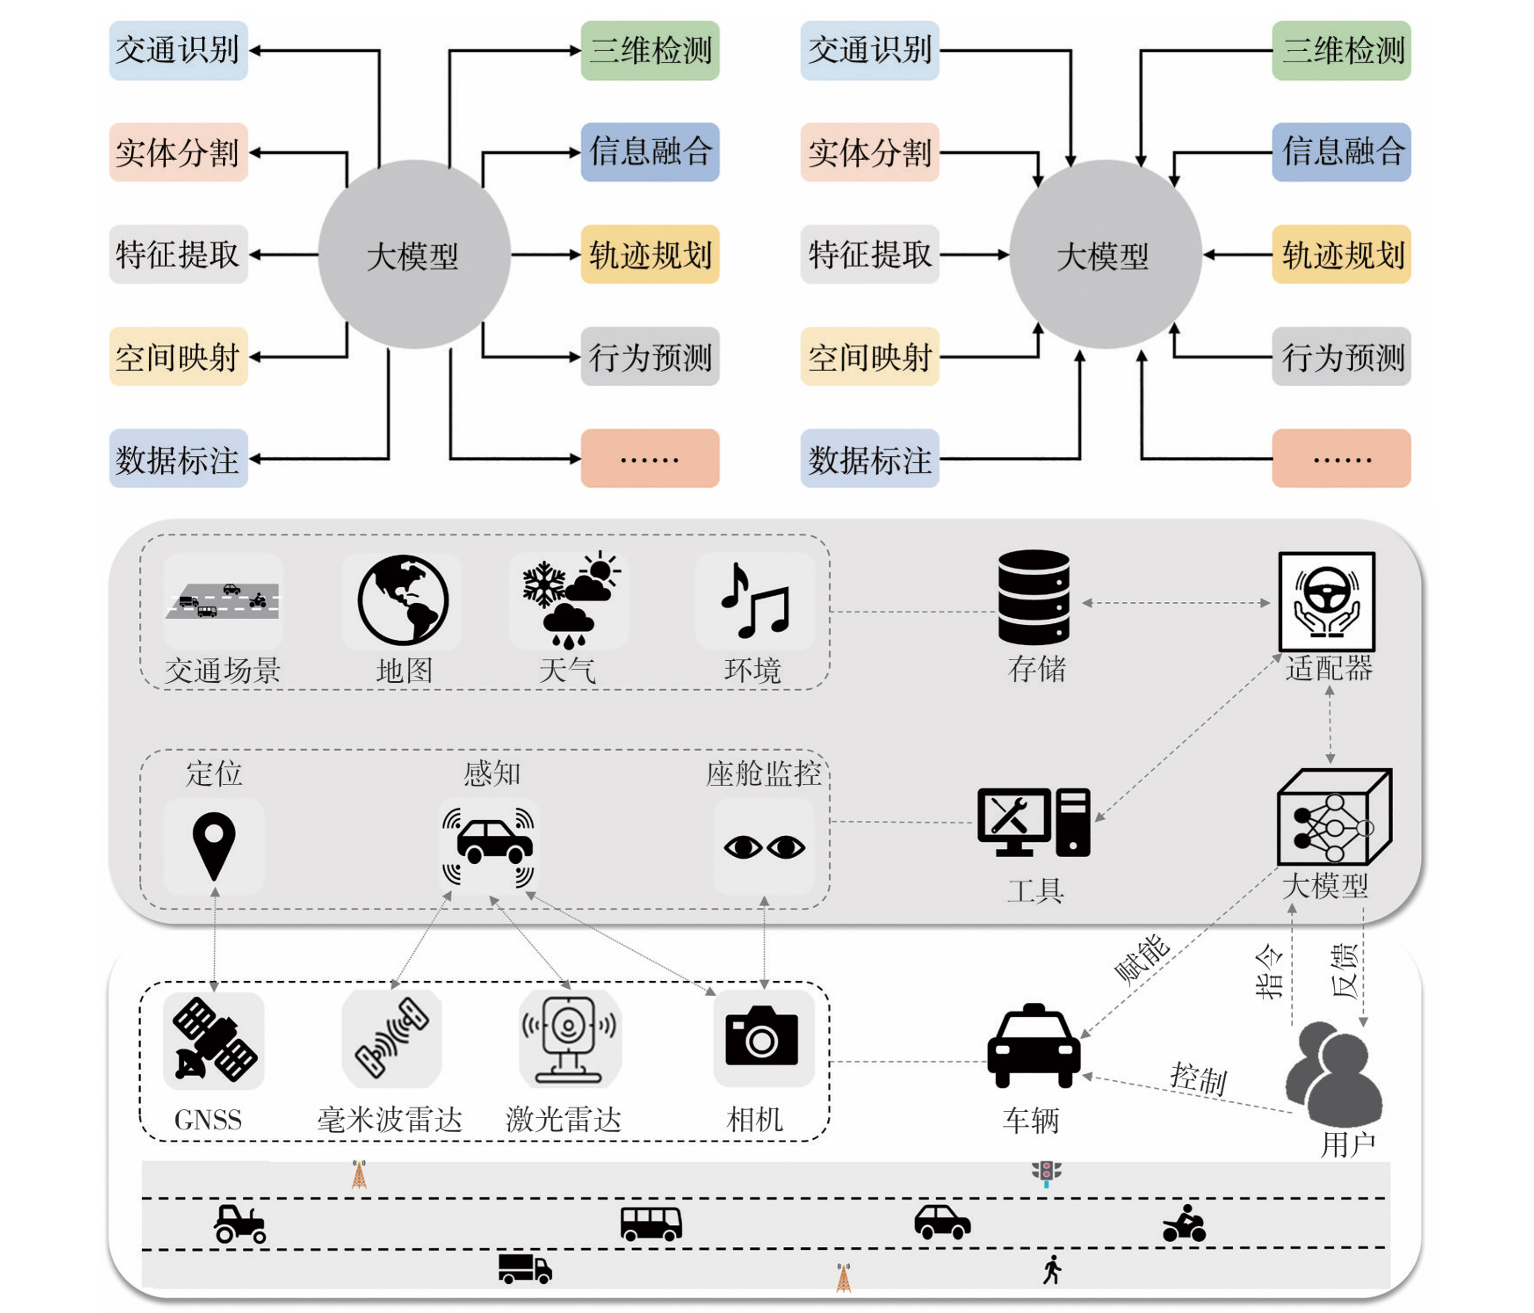 交通识别
三维检测
交通识别
三维检测
实体分割
信息融合
实体分割
信息融合
特征提取
大模型
轨迹规划
特征提取
大模型
轨迹规划
空间映射
行为预测
空间映射
行为预测
数据标注
……
数据标注
……
交通场景
地图
天气
环境
存储
适配器
定位
感知
座舱监控
工具
大模型
赋能
指令
反馈
GNSS
毫米波雷达
激光雷达
相机
车辆
控制
用户